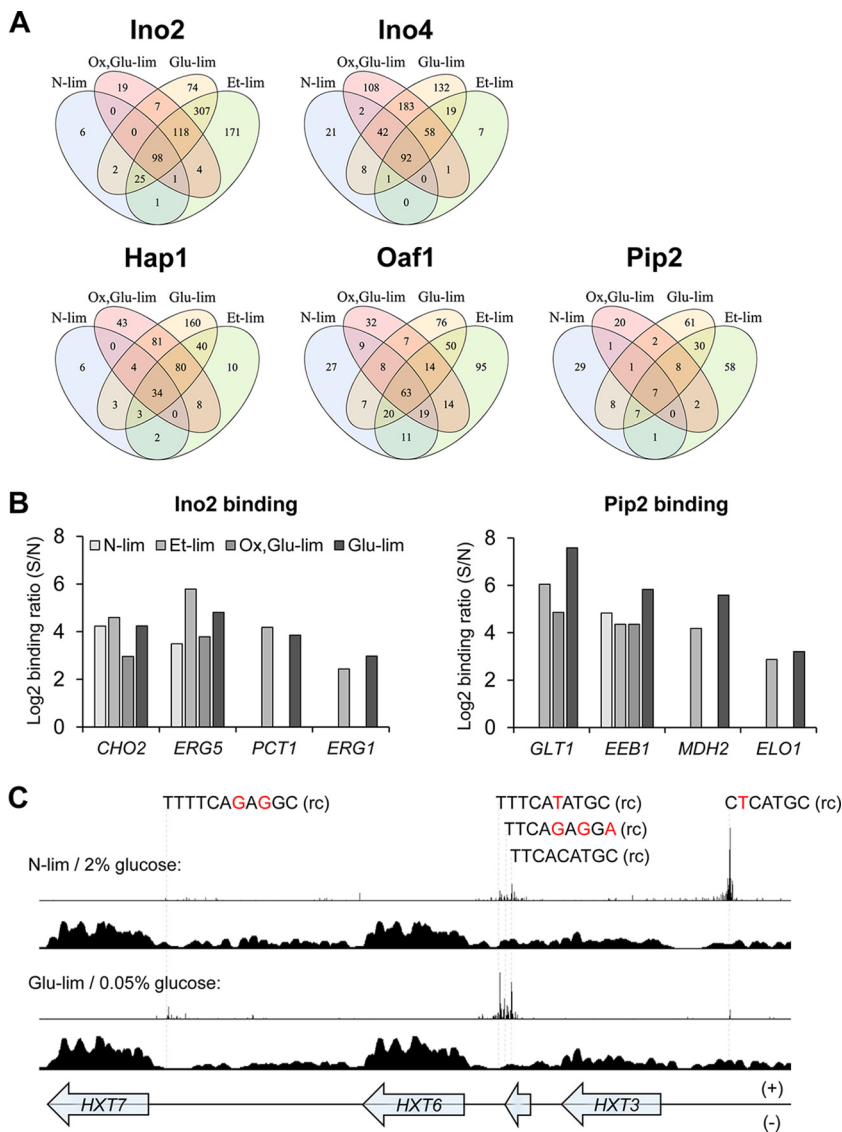 A
Ino2
N-lim
Ox,Glu-lim
Glu-lim
Et-lim
6
19
74
171
0
7
307
0
118
98
2
25
1
4
1
Ino4
N-lim
Ox,Glu-lim
Glu-lim
Et-lim
21
108
132
7
2
183
19
42
58
92
8
1
0
1
0
Hap1
N-lim
Ox,Glu-lim
Glu-lim
Et-lim
6
43
160
10
0
81
40
4
80
34
3
3
0
8
2
Oaf1
N-lim
Ox,Glu-lim
Glu-lim
Et-lim
27
32
76
95
9
7
50
8
14
63
7
20
19
14
11
Pip2
N-lim
Ox,Glu-lim
Glu-lim
Et-lim
29
20
61
58
1
2
30
1
8
7
8
7
0
2
1
B
Ino2 binding
N-lim Et-lim Ox,Glu-lim Glu-lim
Log2 binding ratio (S/N)
8
6
4
2
0
CHO2 ERG5 PCT1 ERG1
Pip2 binding
Log2 binding ratio (S/N)
8
6
4
2
0
GLT1 EEB1 MDH2 ELO1
C
TTTTCAGAGGC (rc)
TTTCATATGC (rc)
CTCATGC (rc)
TTCAGAGGA (rc)
TTCACATGC (rc)
N-lim / 2% glucose:
Glu-lim / 0.05% glucose:
HXT7 HXT6 HXT3
(+)
(-)